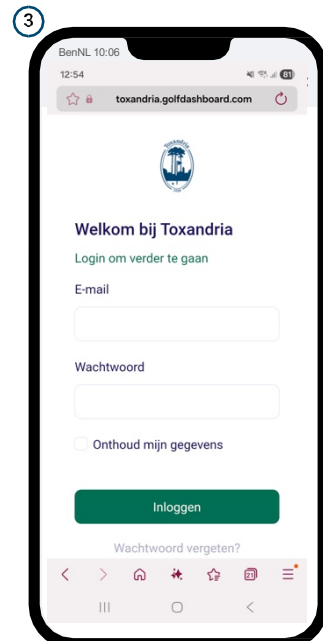 3
BenNL 10:06
12:54
81
toxandria.golfdashboard.com
Welkom bij Toxandria
Login om verder te gaan
E-mail
Wachtwoord
Onthoud mijn gegevens
Inloggen
Wachtwoord vergeten?
21